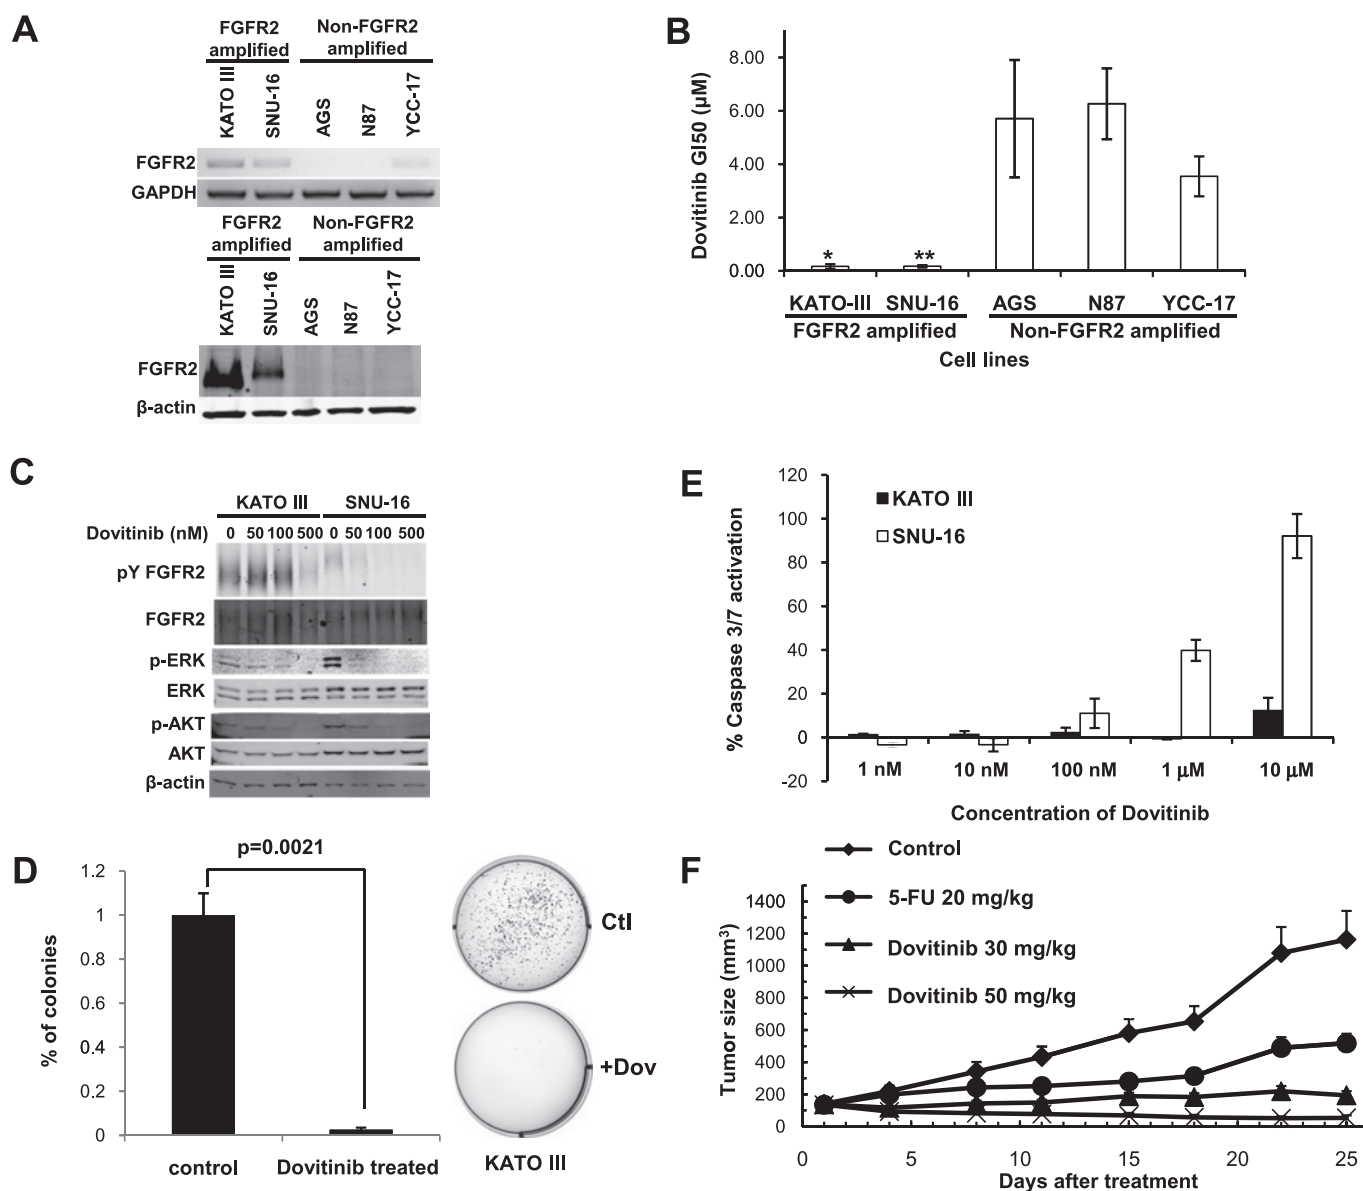 A
FGFR2 amplified
Non-FGFR2 amplified
KATO III
SNU-16
AGS
N87
YCC-17
FGFR2
GAPDH
FGFR2 amplified
Non-FGFR2 amplified
KATO III
SNU-16
AGS
N87
YCC-17
FGFR2
β-actin
B
Dovitinib GI50 (µM)
8.00
6.00
4.00
2.00
0.00
*
**
KATO-III SNU-16 AGS N87 YCC-17
FGFR2 amplified Non-FGFR2 amplified
Cell lines
C
KATO III SNU-16
Dovitinib (nM) 0 50 100 500 0 50 100 500
pY FGFR2
FGFR2
p-ERK
ERK
p-AKT
AKT
β-actin
E
% Caspase 3/7 activation
120
100
80
60
40
20
0
-20
KATO III
SNU-16
1 nM 10 nM 100 nM 1 µM 10 µM
Concentration of Dovitinib
D
p=0.0021
% of colonies
1.2
1
0.8
0.6
0.4
0.2
0
control Dovitinib treated
Ctl
+Dov
KATO III
F
Control
5-FU 20 mg/kg
Dovitinib 30 mg/kg
Dovitinib 50 mg/kg
Tumor size (mm³)
1400
1200
1000
800
600
400
200
0
0 5 10 15 20 25
Days after treatment